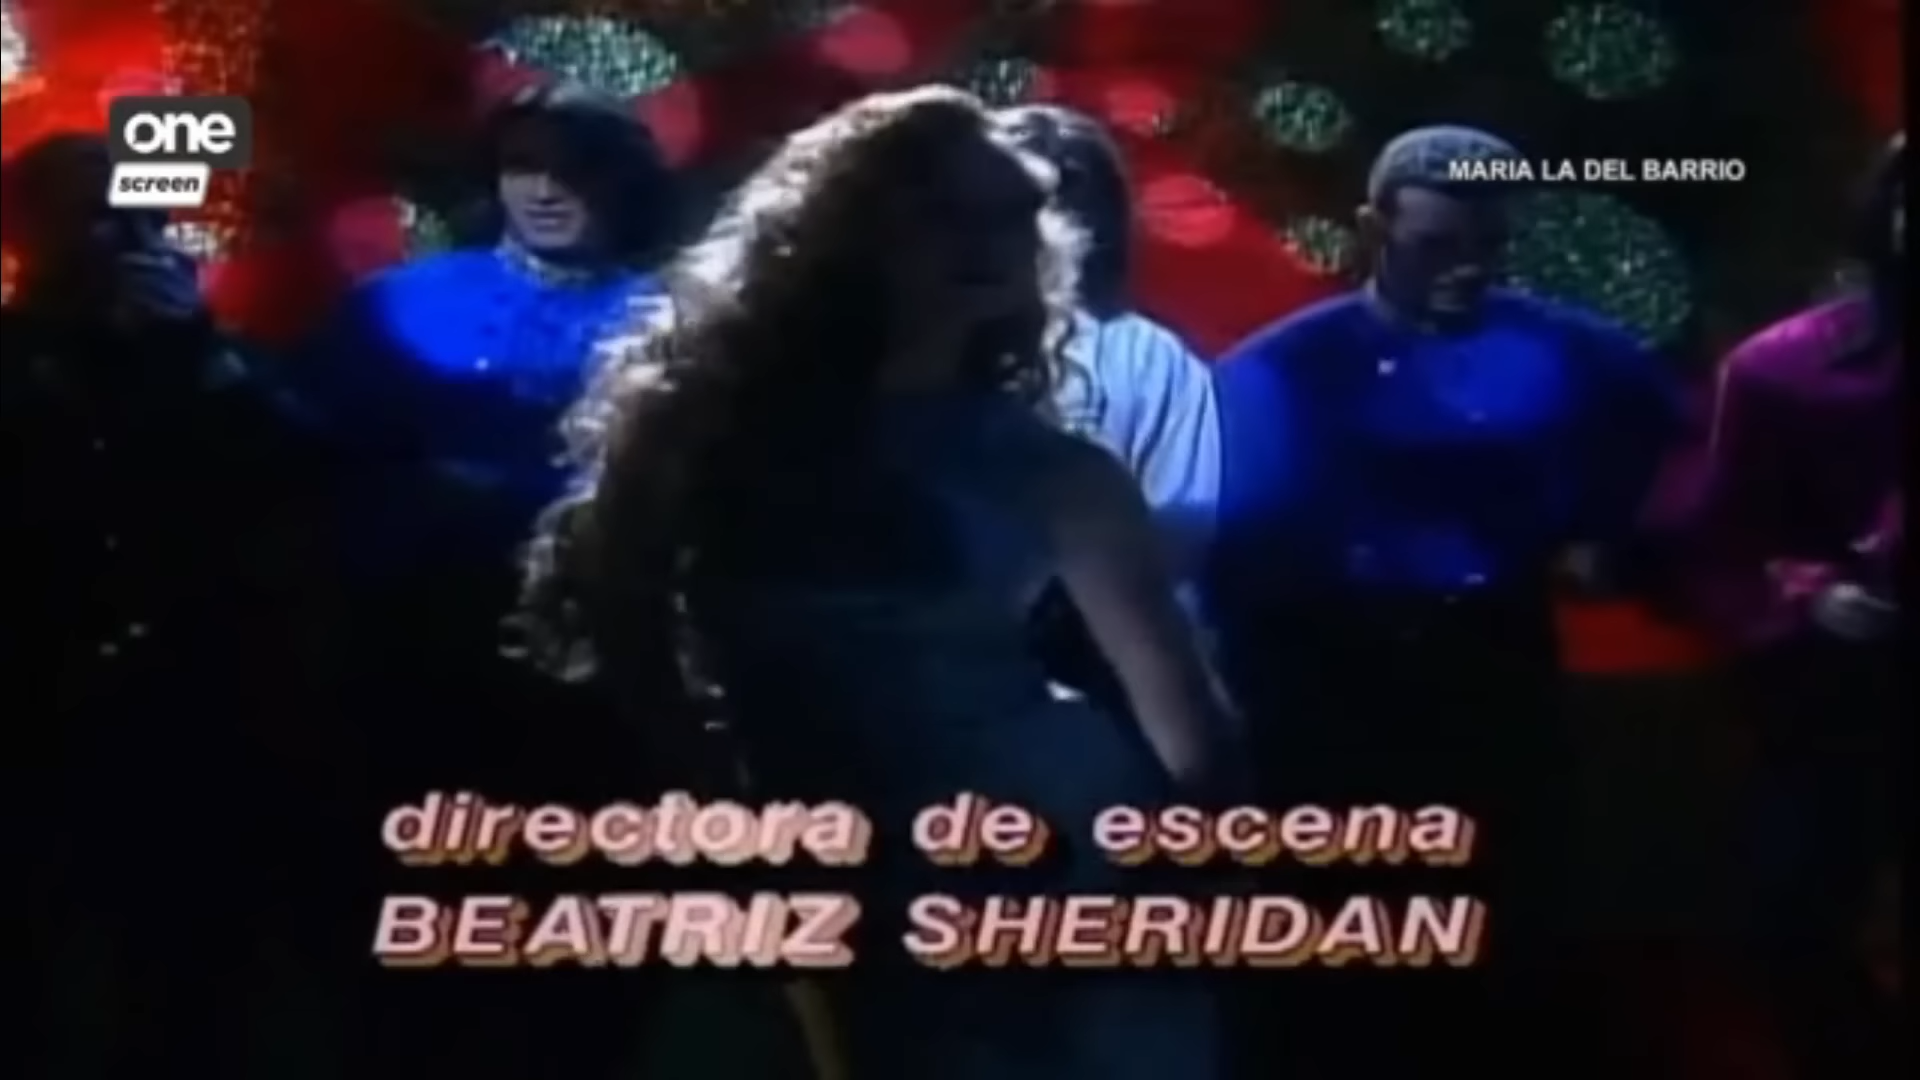 one
screen
MARIA LA DEL BARRIO
directora de escena
BEATRIZ SHERIDAN